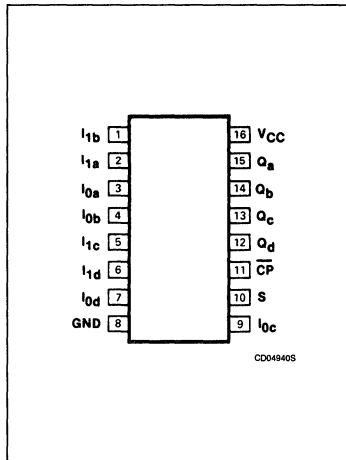 I1b 1 16 VCC
I1a 2 15 Qa
I0a 3 14 Qb
I0b 4 13 Qc
I1c 5 12 Qd
I1d 6 11 C̅P̅
I0d 7 10 S
GND 8 9 I0c
CD04940S